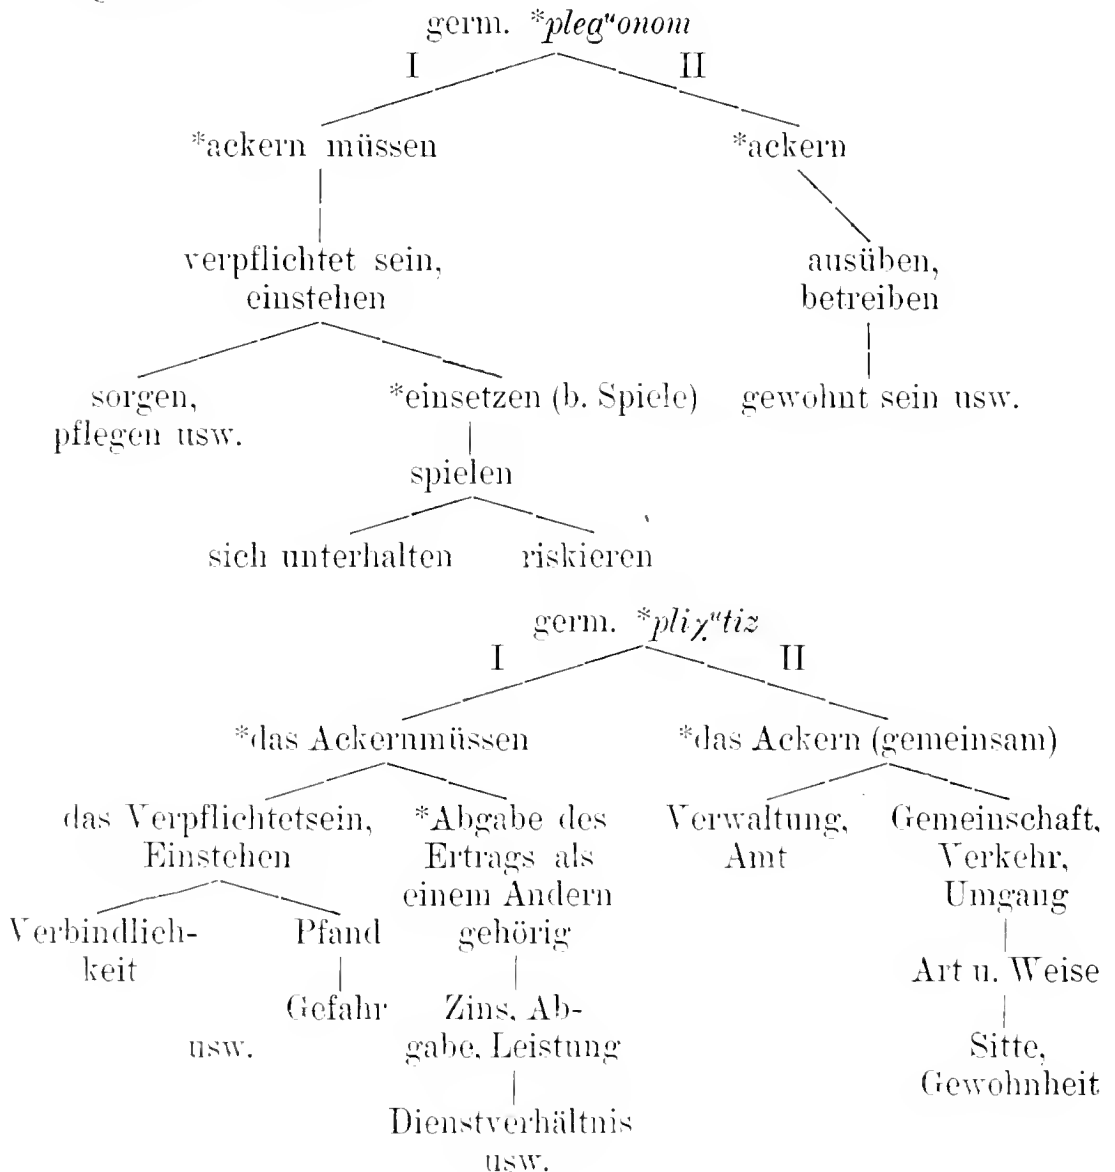 germ. *plegᵘonom
I II
*ackern müssen *ackern
verpflichtet sein, ausüben,
einstehen betreiben
sorgen, *einsetzen (b. Spiele) gewohnt sein usw.
pflegen usw.
spielen
sich unterhalten riskieren
germ. *pliχᵘtiz
I II
*das Ackernmüssen *das Ackern (gemeinsam)
das Verpflichtetsein, *Abgabe des Verwaltung, Gemeinschaft,
Einstehen Ertrags als Amt Verkehr,
einem Andern Umgang
Verbindlich- Pfand gehörig
keit Art u. Weise
Gefahr Zins, Ab-
usw. gabe, Leistung Sitte,
Gewohnheit
Dienstverhältnis
usw.